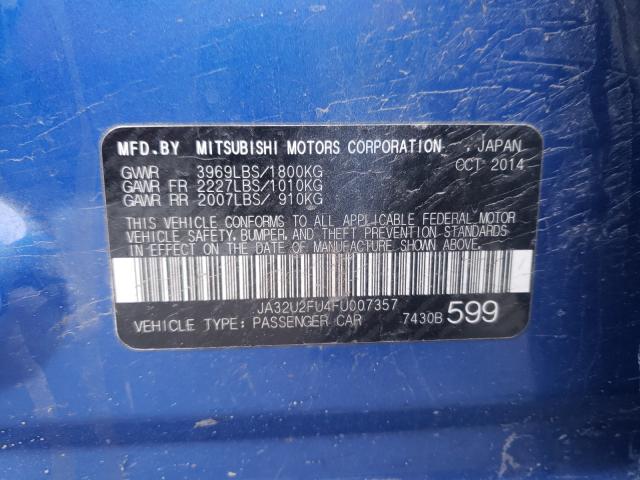 MFD.BY MITSUBISHI MOTORS CORPORATION, JAPAN
GVWR 3969LBS/1800KG OCT 2014
GAWR FR 2227LBS/1010KG
GAWR RR 2007LBS/ 910KG
THIS VEHICLE CONFORMS TO ALL APPLICABLE FEDERAL MOTOR
VEHICLE SAFETY, BUMPER, AND THEFT PREVENTION STANDARDS
IN EFFECT ON THE DATE OF MANUFACTURE SHOWN ABOVE.
JA32U2FU4FU007357
VEHICLE TYPE: PASSENGER CAR 7430B 599